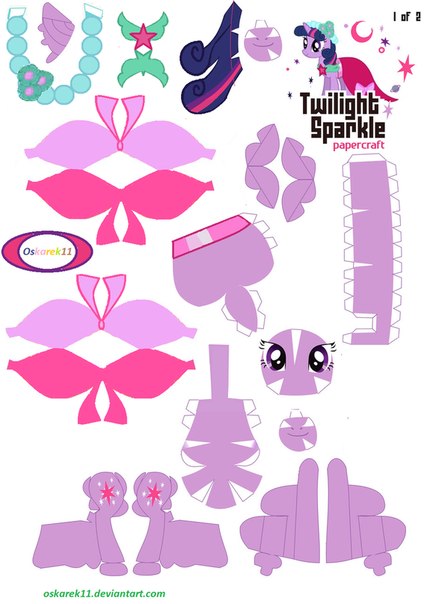 1 of 2
Twilight
Sparkle
papercraft
Oskarek11
oskarek11.deviantart.com